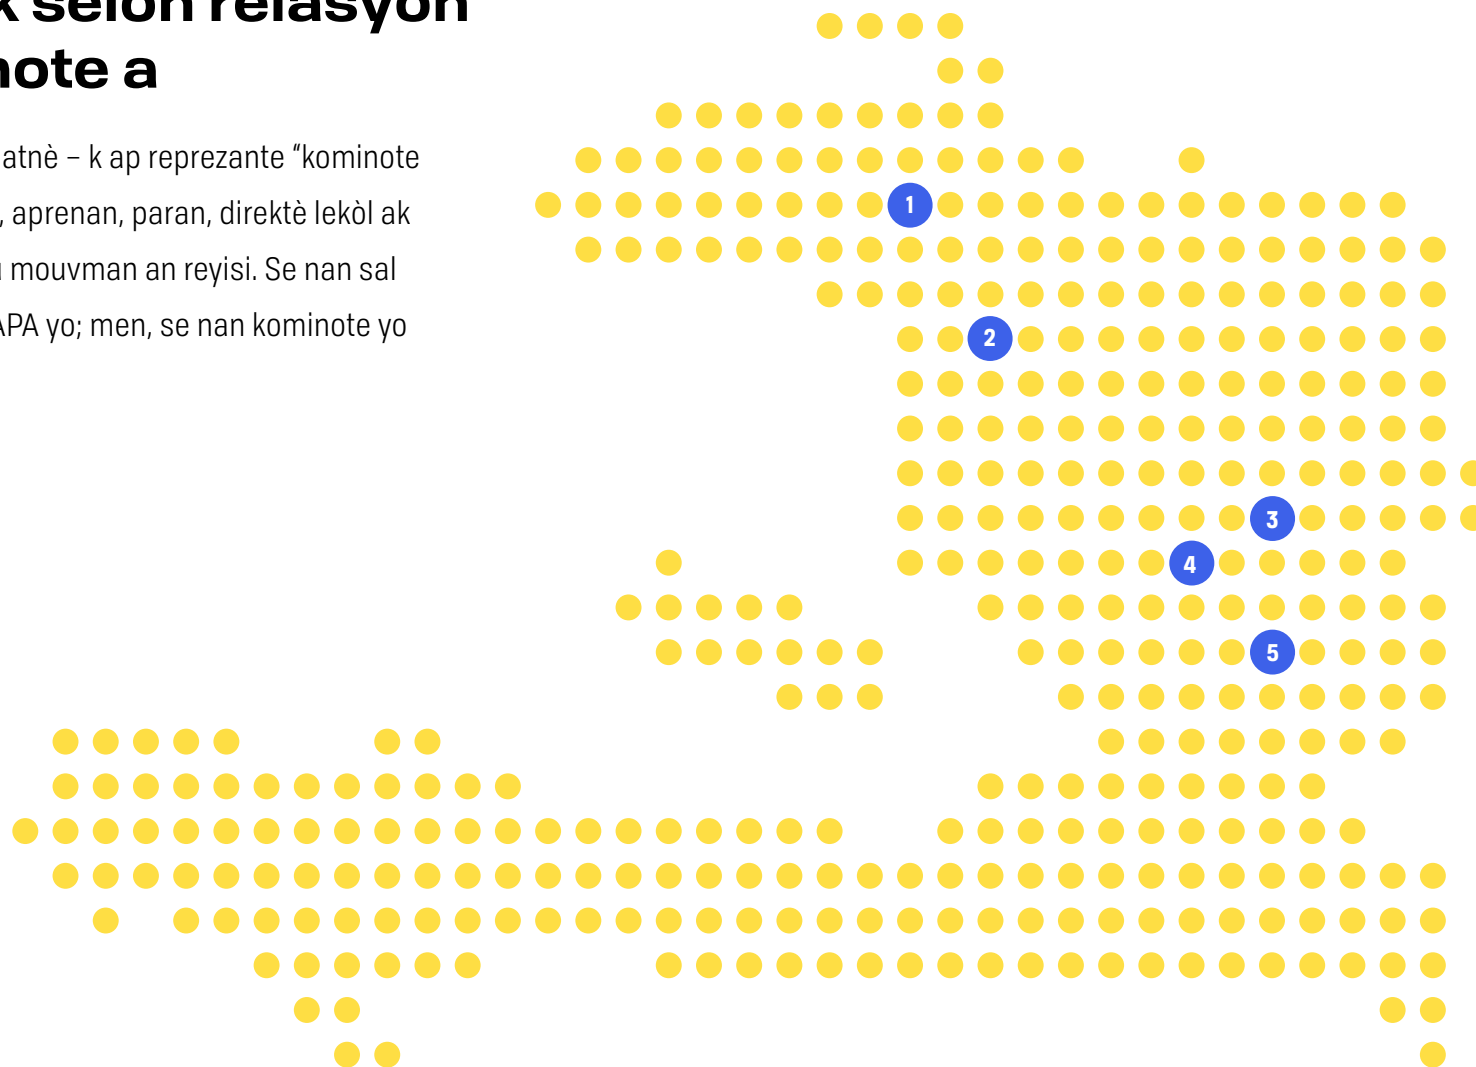 k selon relasyon
note a
atnè – k ap reprezante “kominote
, aprenan, paran, direktè lekòl ak
mouvman an reyisi. Se nan sal
APA yo; men, se nan kominote yo
1
2
3
4
5